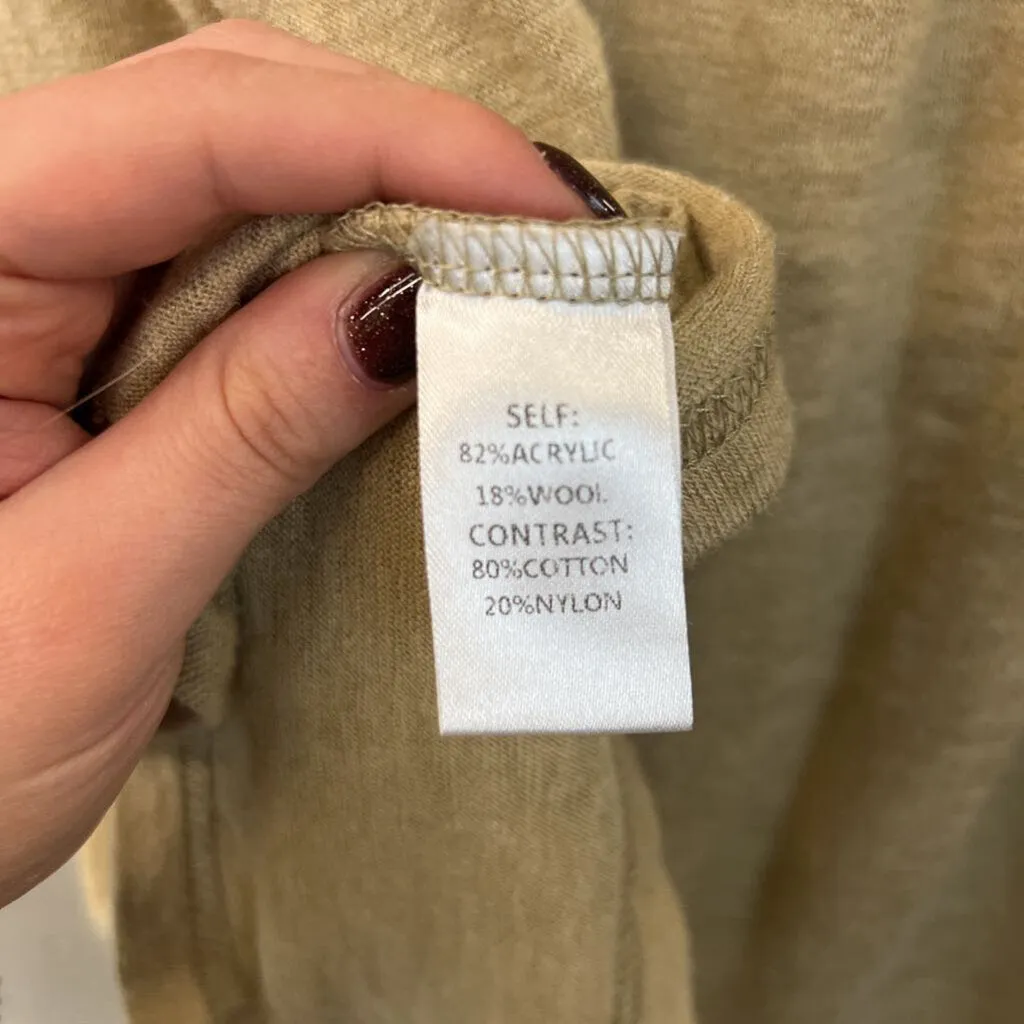 SELF:
82%ACRYLIC
18%WOOL
CONTRAST:
80%COTTON
20%NYLON